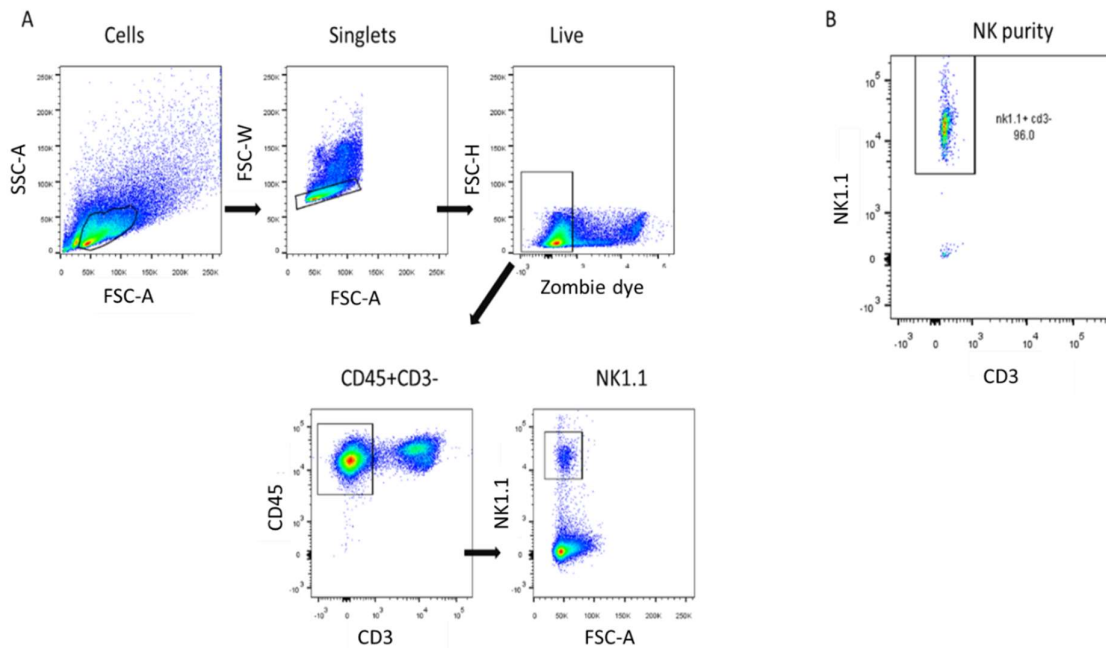 A
B
Cells
Singlets
Live
NK purity
SSC-A
250K
200K
150K
100K
50K
0
0 50K 100K 150K 200K 250K
FSC-A
FSC-W
250K
200K
150K
100K
50K
0
0 50K 100K 150K 200K 250K
FSC-A
FSC-H
250K
200K
150K
100K
50K
0
Zombie dye
NK1.1
10^5
10^4
10^3
0
-10^3
nk1.1+ cd3-
96.0
-10^3 0 10^3 10^4 10^5
CD3
CD45+CD3-
NK1.1
CD45
10^5
10^4
10^3
0
-10^3
-10^3 0 10^3 10^4 10^5
CD3
NK1.1
10^5
10^4
10^3
0
-10^3
0 50K 100K 150K 200K 250K
FSC-A